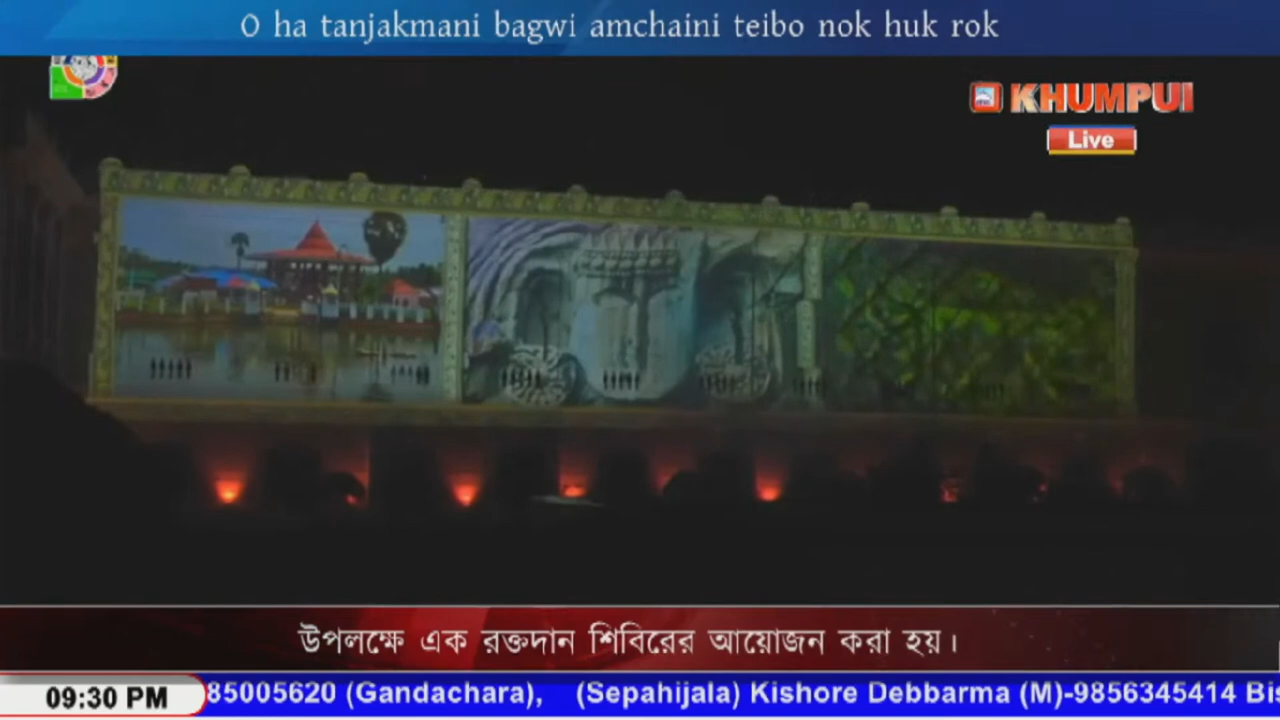 O ha tanjakmani bagwi amchaini teibo nok huk rok
KHUMPUI
Live
উপলক্ষে এক রক্তদান শিবিরের আয়োজন করা হয়।
09:30 PM
85005620 (Gandachara), (Sepahijala) Kishore Debbarma (M)-9856345414 Bis